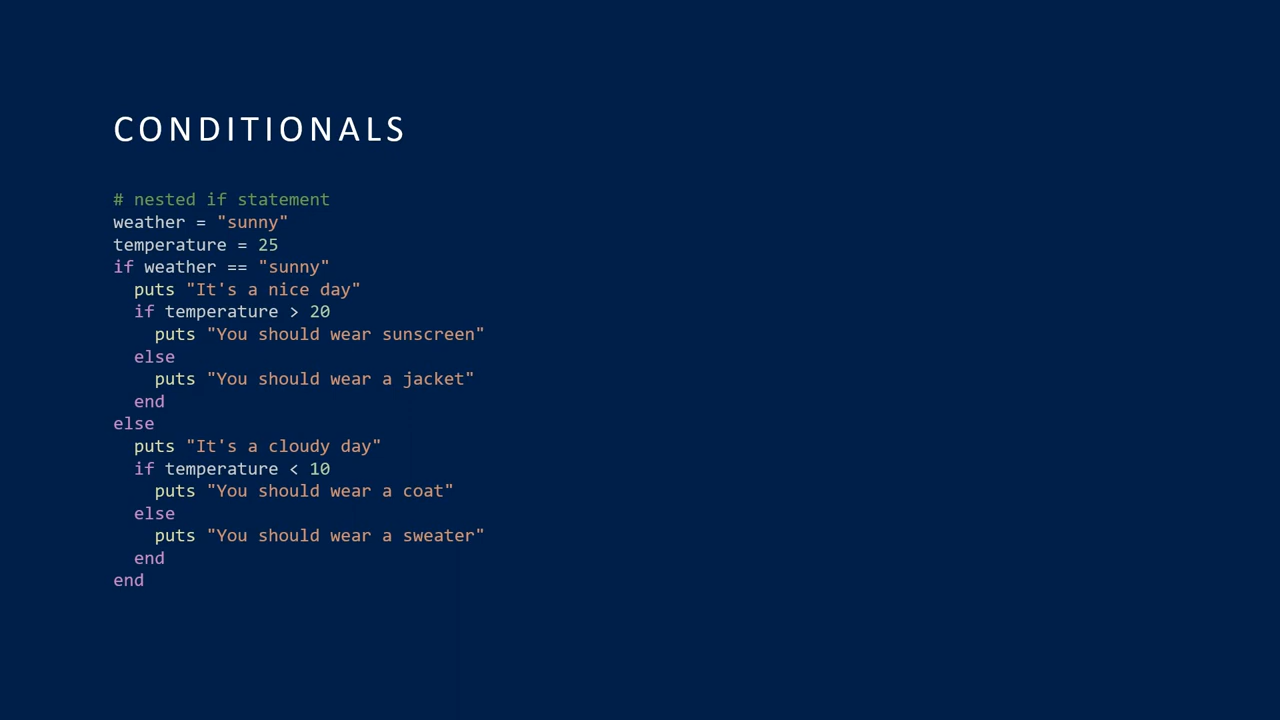 CONDITIONALS
# nested if statement
weather = "sunny"
temperature = 25
if weather == "sunny"
  puts "It's a nice day"
  if temperature > 20
    puts "You should wear sunscreen"
  else
    puts "You should wear a jacket"
  end
else
  puts "It's a cloudy day"
  if temperature < 10
    puts "You should wear a coat"
  else
    puts "You should wear a sweater"
  end
end